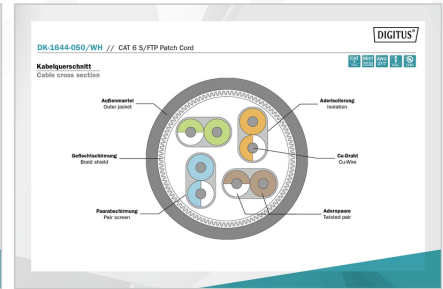 DIGITUS®
DK-1644-050/WH // CAT 6 S/FTP Patch Cord
Kabelquerschnitt
Cable cross section
Außenmantel
Outer jacket
Aderisolierung
Isolation
Geflechtschirmung
Braid shield
Cu-Draht
Cu-Wire
Paarabschirmung
Pair screen
Adernpaare
Twisted pair